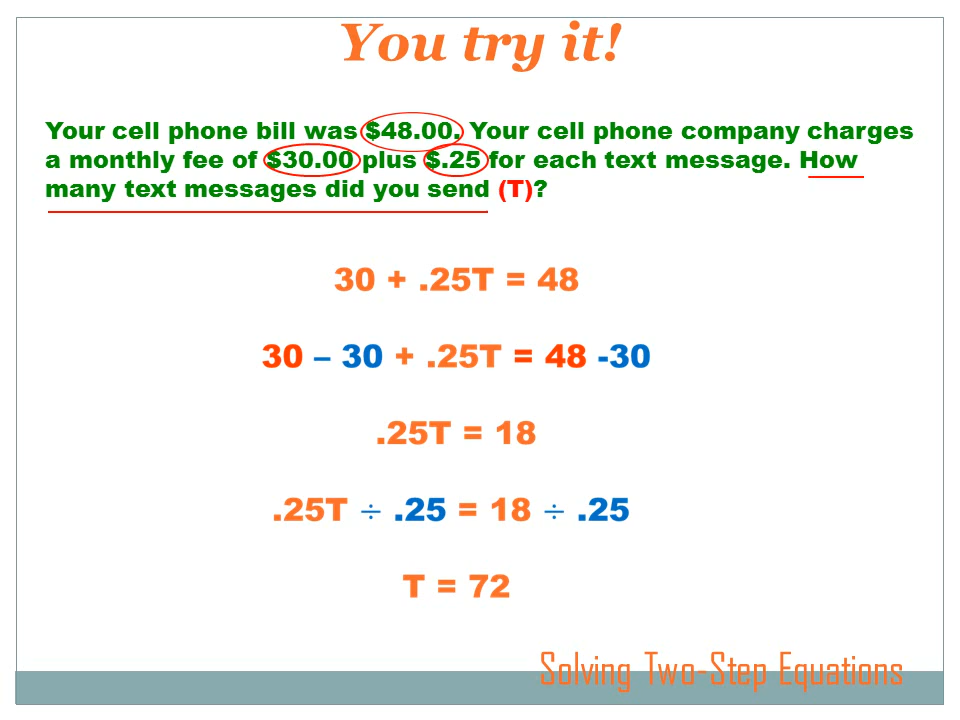 You try it!
Your cell phone bill was $48.00. Your cell phone company charges
a monthly fee of $30.00 plus $.25 for each text message. How
many text messages did you send (T)?
30 + .25T = 48
30 – 30 + .25T = 48 -30
.25T = 18
.25T ÷ .25 = 18 ÷ .25
T = 72
Solving Two-Step Equations